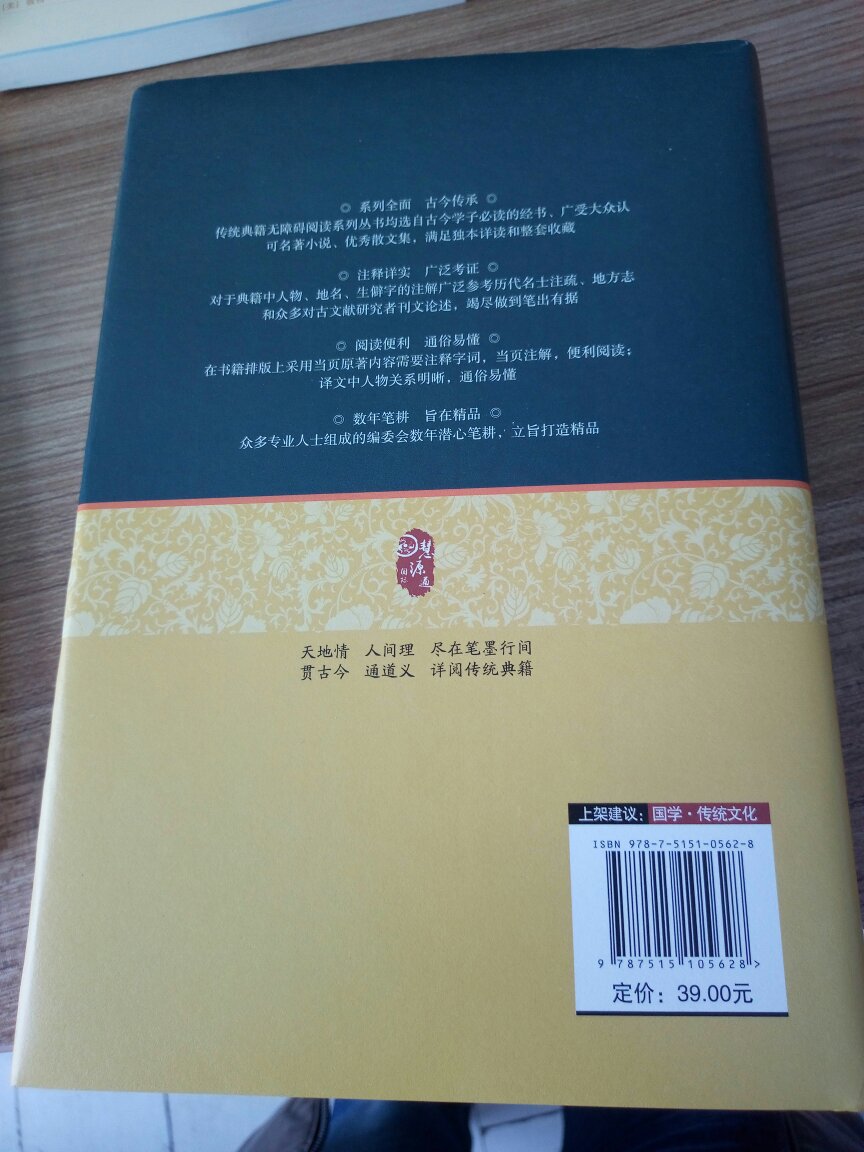 ◎ 系列全面 古今传承 ◎
传统典籍无障碍阅读系列丛书均选自古今学子必读的经书、广受大众认
可名著小说、优秀散文集，满足独本详读和整套收藏
◎ 注释详实 广泛考证 ◎
对于典籍中人物、地名、生僻字的注解广泛参考历代名士注疏、地方志
和众多对古文献研究者刊文论述，竭尽做到笔出有据
◎ 阅读便利 通俗易懂 ◎
在书籍排版上采用当页原著内容需要注释字词，当页注解，便利阅读；
译文中人物关系明晰，通俗易懂
◎ 数年笔耕 旨在精品 ◎
众多专业人士组成的编委会数年潜心笔耕，立旨打造精品
慧源通
国际
天地情 人间理 尽在笔墨行间
贯古今 通道义 详阅传统典籍
上架建议：国学·传统文化
ISBN 978-7-5151-0562-8
9 787515 105628 >
定价：39.00元